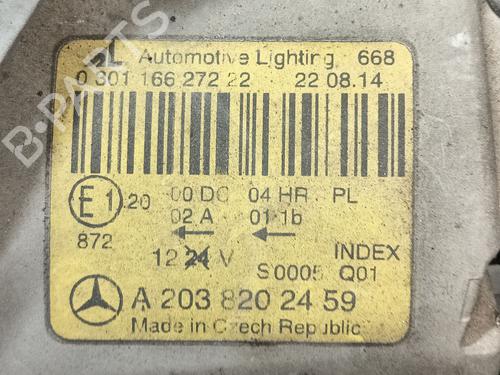 AL Automotive Lighting 668
0 301 166 272 22 22 08.14
E1 20 00 DC 04 HR PL
02 A 01 1b
872
12 24 V INDEX
S0005 Q01
A 203 820 24 59
Made in Czech Republic
B-PARTS